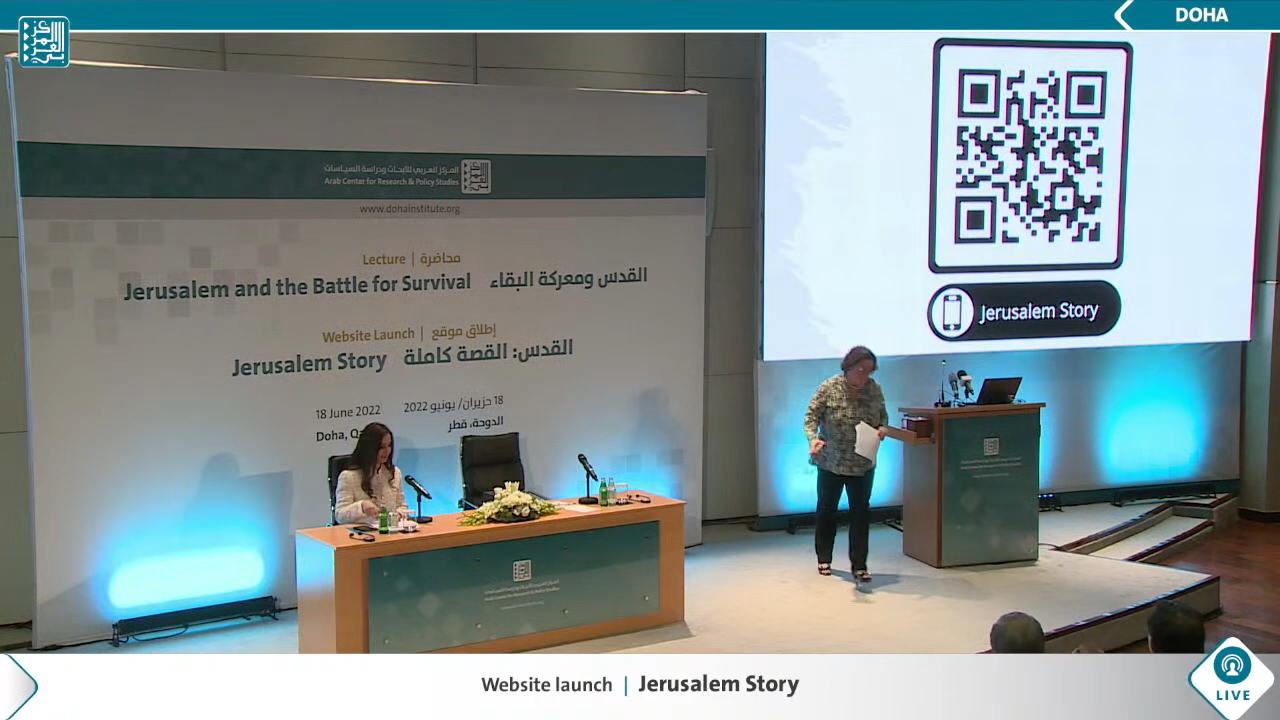 DOHA
المركز العربي للأبحاث ودراسة السياسات
Arab Center for Research & Policy Studies
www.dohainstitute.org
Lecture | محاضرة
Jerusalem and the Battle for Survival القدس ومعركة البقاء
Website Launch | إطلاق موقع
Jerusalem Story القدس: القصة كاملة
18 June 2022 18 حزيران/ يونيو 2022
Doha, الدوحة، قطر
Jerusalem Story
Website launch | Jerusalem Story
LIVE